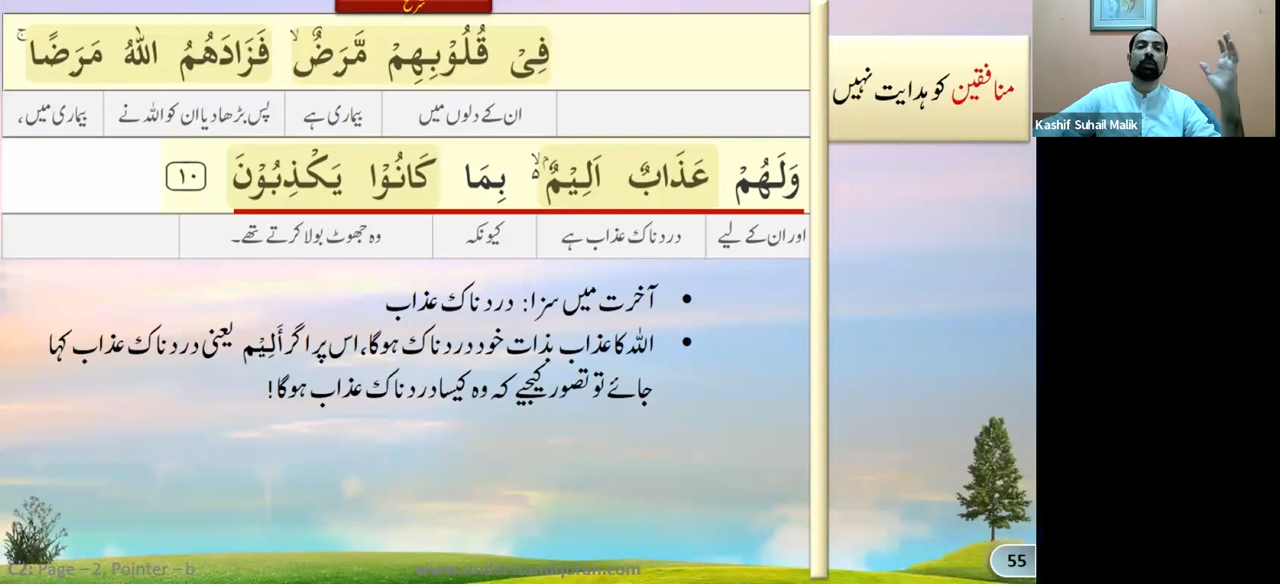 شرح
فِیْ قُلُوْبِهِمْ مَّرَضٌ ۙ فَزَادَهُمُ اللّٰهُ مَرَضًا ۚ
ان کے دلوں میں بیماری ہے پس بڑھا دیا ان کو اللہ نے بیماری میں،
وَلَهُمْ عَذَابٌ اَلِيْمٌۢ ۙ۬ بِمَا كَانُوْا يَكْذِبُوْنَ ١٠
اور ان کے لیے دردناک عذاب ہے کیونکہ وہ جھوٹ بولا کرتے تھے۔
• آخرت میں سزا: دردناک عذاب
• اللہ کا عذاب بذات خود دردناک ہوگا، اس پر اگر أَلِيْم یعنی دردناک عذاب کہا
جائے تو تصور کیجیے کہ وہ کیسا دردناک عذاب ہوگا!
منافقین کو ہدایت نہیں
Kashif Suhail Malik
C2: Page – 2, Pointer – b
www.understandquran.com
55